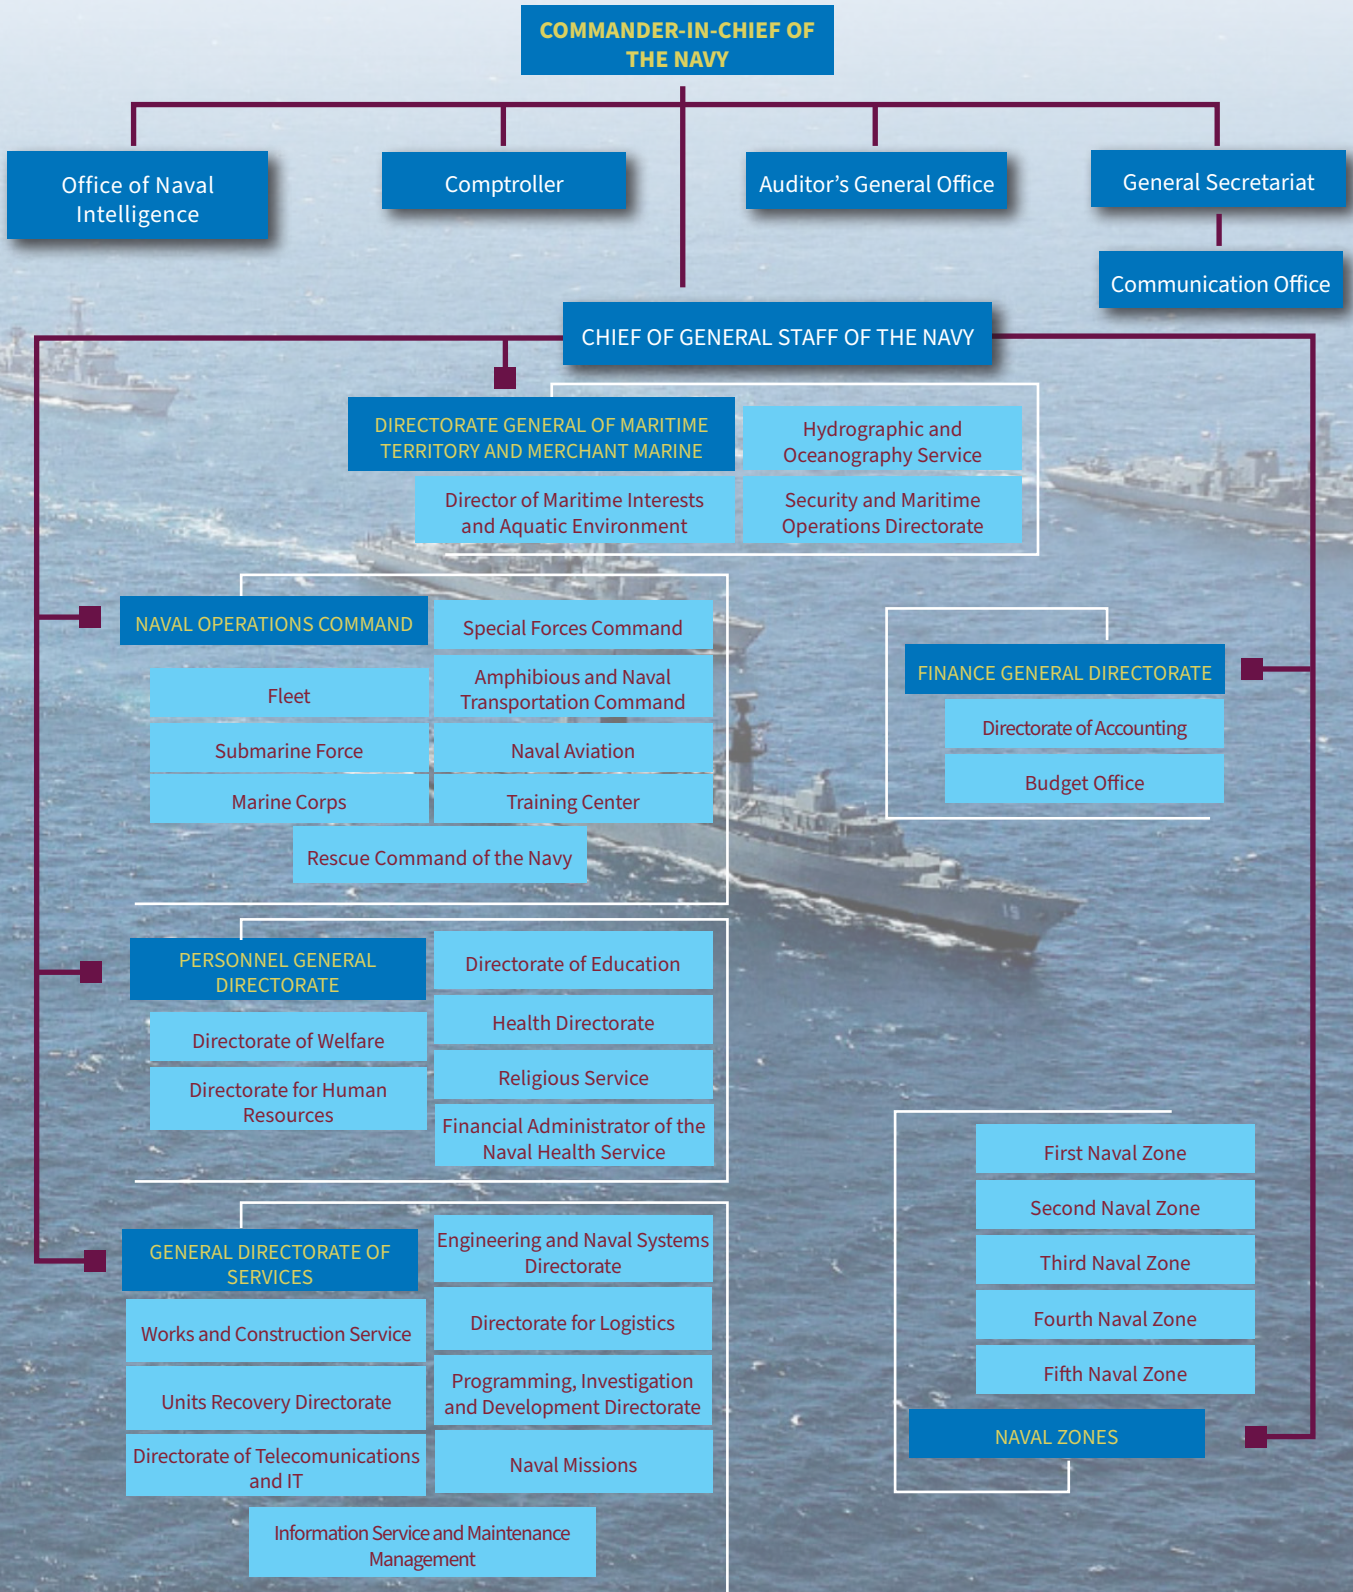 COMMANDER-IN-CHIEF OF
THE NAVY
Office of Naval
Intelligence
Comptroller
Auditor’s General Office
General Secretariat
Communication Office
CHIEF OF GENERAL STAFF OF THE NAVY
DIRECTORATE GENERAL OF MARITIME
TERRITORY AND MERCHANT MARINE
Hydrographic and
Oceanography Service
Director of Maritime Interests
and Aquatic Environment
Security and Maritime
Operations Directorate
NAVAL OPERATIONS COMMAND
Special Forces Command
Fleet
Amphibious and Naval
Transportation Command
Submarine Force
Naval Aviation
Marine Corps
Training Center
Rescue Command of the Navy
FINANCE GENERAL DIRECTORATE
Directorate of Accounting
Budget Office
19
PERSONNEL GENERAL
DIRECTORATE
Directorate of Education
Health Directorate
Directorate of Welfare
Religious Service
Directorate for Human
Resources
Financial Administrator of the
Naval Health Service
GENERAL DIRECTORATE OF
SERVICES
Engineering and Naval Systems
Directorate
Works and Construction Service
Directorate for Logistics
Units Recovery Directorate
Programming, Investigation
and Development Directorate
Directorate of Telecomunications
and IT
Naval Missions
Information Service and Maintenance
Management
First Naval Zone
Second Naval Zone
Third Naval Zone
Fourth Naval Zone
Fifth Naval Zone
NAVAL ZONES